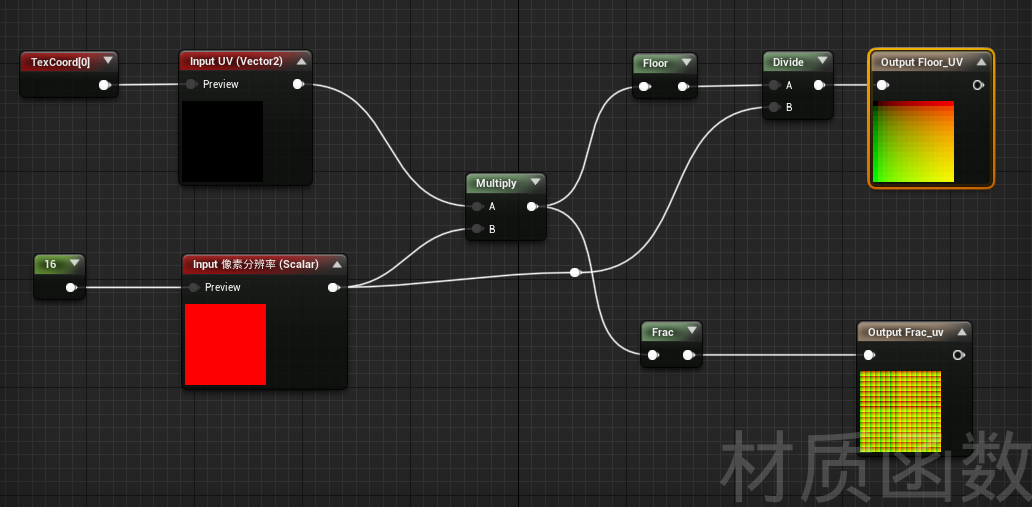 TexCoord[0]
Input UV (Vector2)
Preview
Floor
Divide
A
B
Output Floor_UV
Multiply
A
B
16
Input 像素分辨率 (Scalar)
Preview
Frac
Output Frac_uv
材质函数